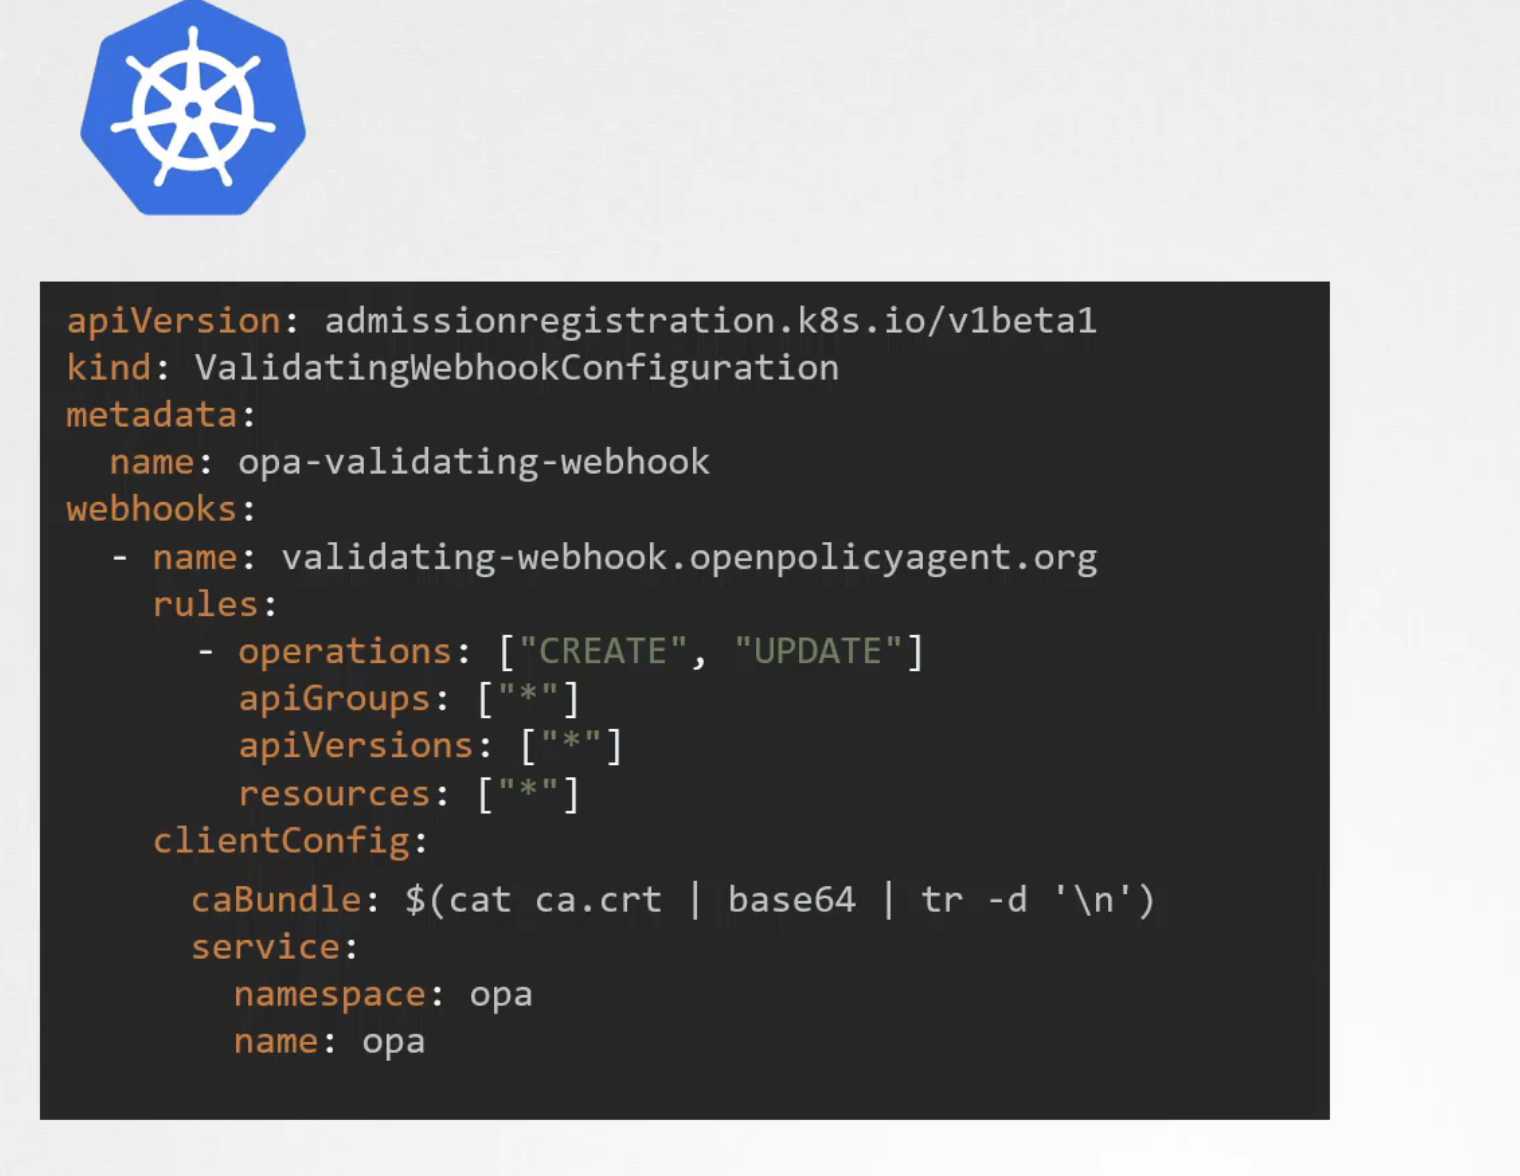 apiVersion: admissionregistration.k8s.io/v1beta1
kind: ValidatingWebhookConfiguration
metadata:
  name: opa-validating-webhook
webhooks:
  - name: validating-webhook.openpolicyagent.org
    rules:
      - operations: ["CREATE", "UPDATE"]
        apiGroups: ["*"]
        apiVersions: ["*"]
        resources: ["*"]
    clientConfig:
      caBundle: $(cat ca.crt | base64 | tr -d '\n')
      service:
        namespace: opa
        name: opa